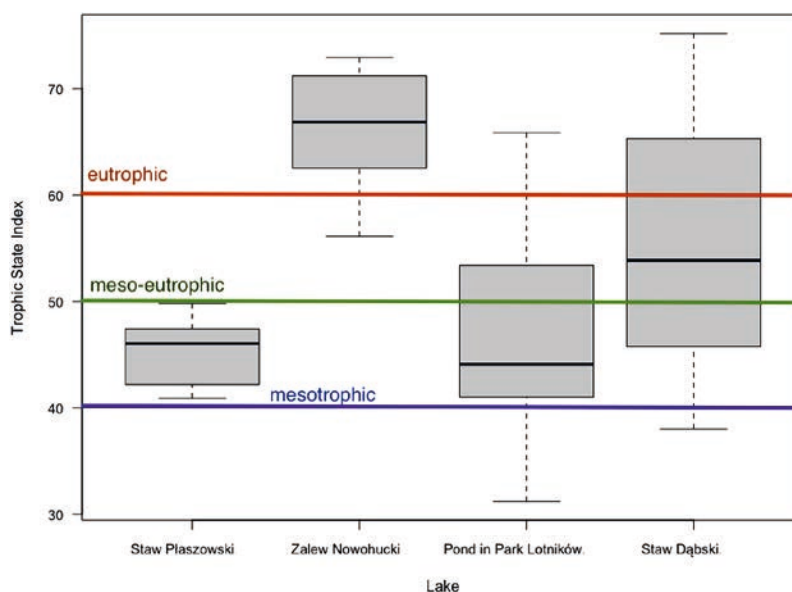 Trophic State Index
70
60
50
40
30
eutrophic
meso-eutrophic
mesotrophic
Staw Płaszowski Zalew Nowohucki Pond in Park Lotników. Staw Dąbski.
Lake